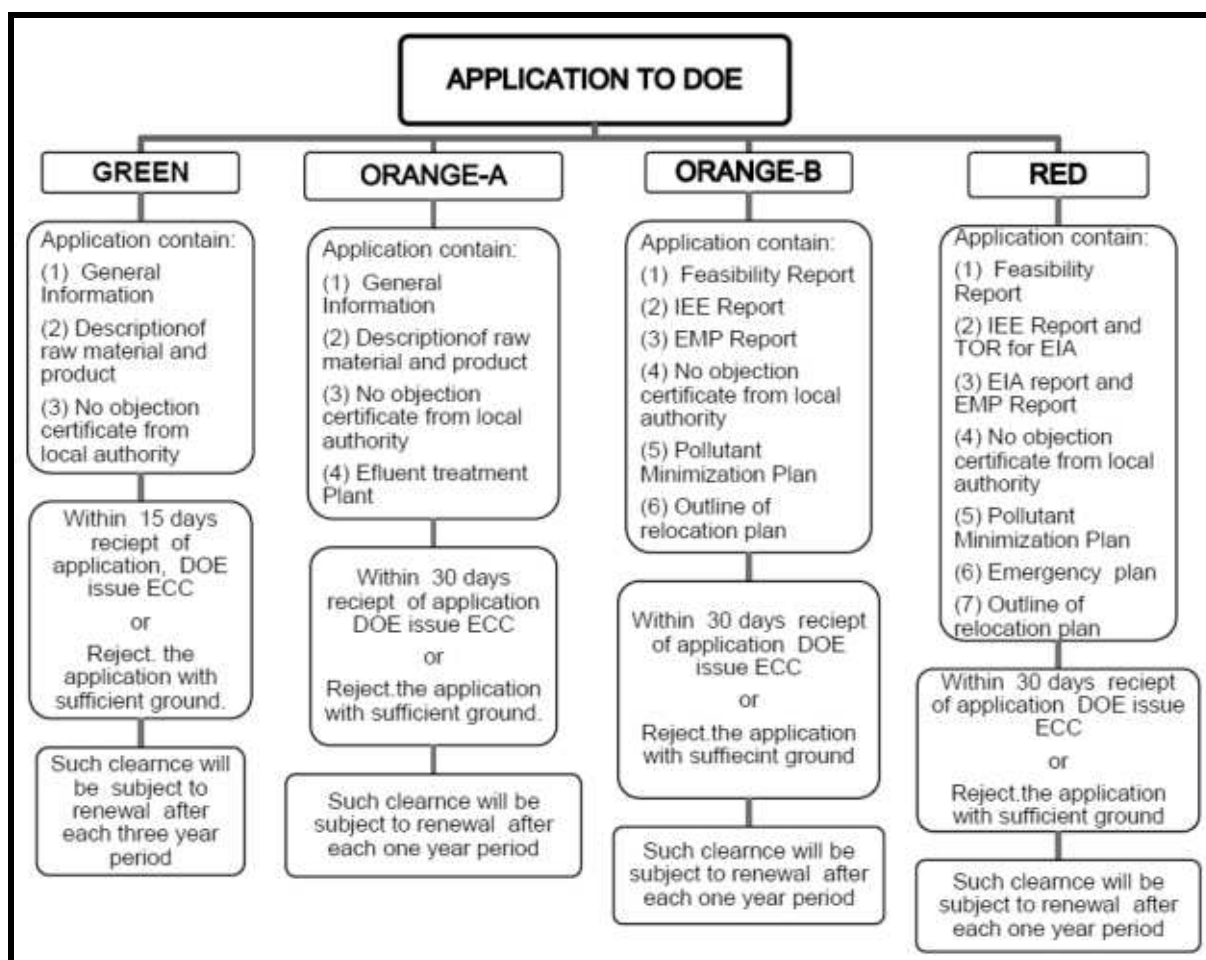 APPLICATION TO DOE
GREEN
Application contain:
(1) General
Information
(2) Descriptionof
raw material and
product
(3) No objection
certificate from
local authority
Within 15 days
reciept of
application, DOE
issue ECC
or
Reject. the
application with
sufficient ground.
Such clearnce will
be subject to
renewal after
each three year
period
ORANGE-A
Application contain:
(1) General
Information
(2) Descriptionof raw
material and product
(3) No objection
certificate from local
authority
(4) Efluent treatment
Plant
Within 30 days
reciept of application
DOE issue ECC
or
Reject.the application
with sufficient ground.
Such clearnce will be
subject to renewal after
each one year period
ORANGE-B
Application contain:
(1) Feasibility Report
(2) IEE Report
(3) EMP Report
(4) No objection
certificate from local
authority
(5) Pollutant
Minimization Plan
(6) Outline of
relocation plan
Within 30 days reciept
of application DOE
issue ECC
or
Reject.the application
with suffiecint ground
Such clearnce will be
subject to renewal after
each one year period
RED
Application contain:
(1) Feasibility
Report
(2) IEE Report and
TOR for EIA
(3) EIA report and
EMP Report
(4) No objection
certificate from local
authority
(5) Pollutant
Minimization Plan
(6) Emergency plan
(7) Outline of
relocation plan
Within 30 days reciept
of application DOE issue
ECC
or
Reject.the application
with sufficient ground
Such clearnce will be
subject to renewal after
each one year period